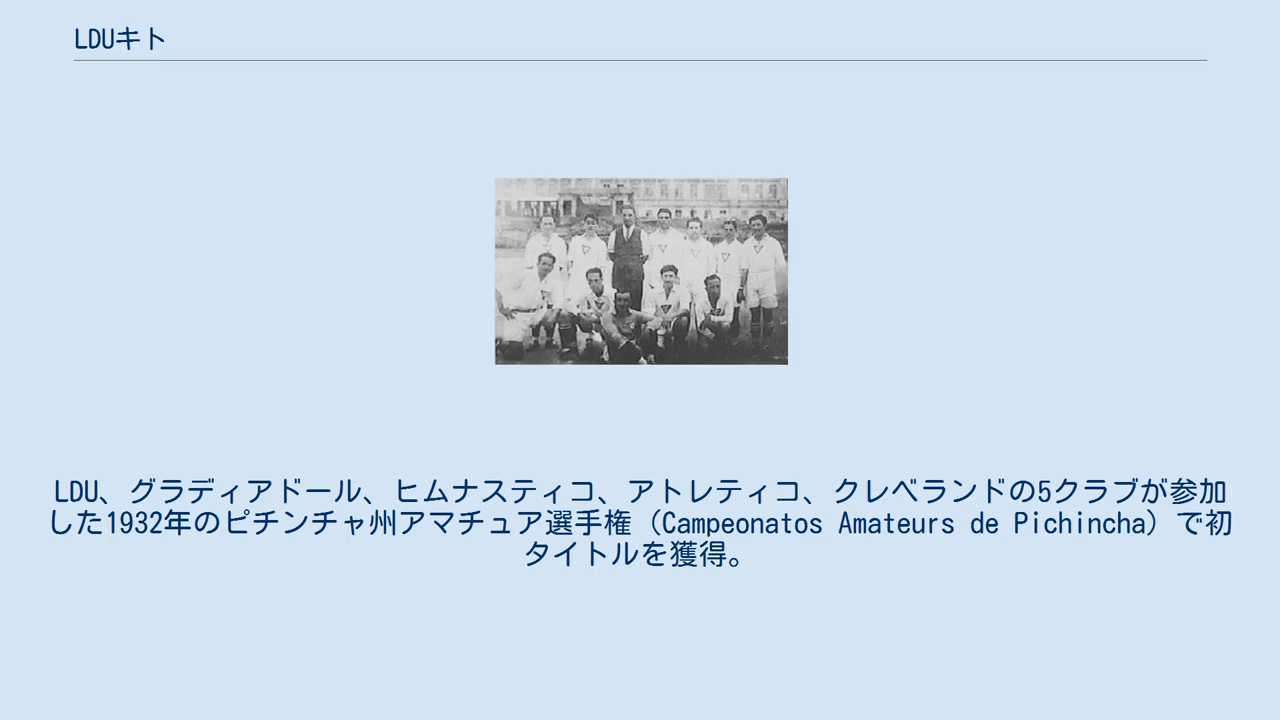 LDUキト
LDU、グラディアドール、ヒムナスティコ、アトレティコ、クレベランドの5クラブが参加
した1932年のピチンチャ州アマチュア選手権（Campeonatos Amateurs de Pichincha）で初
タイトルを獲得。